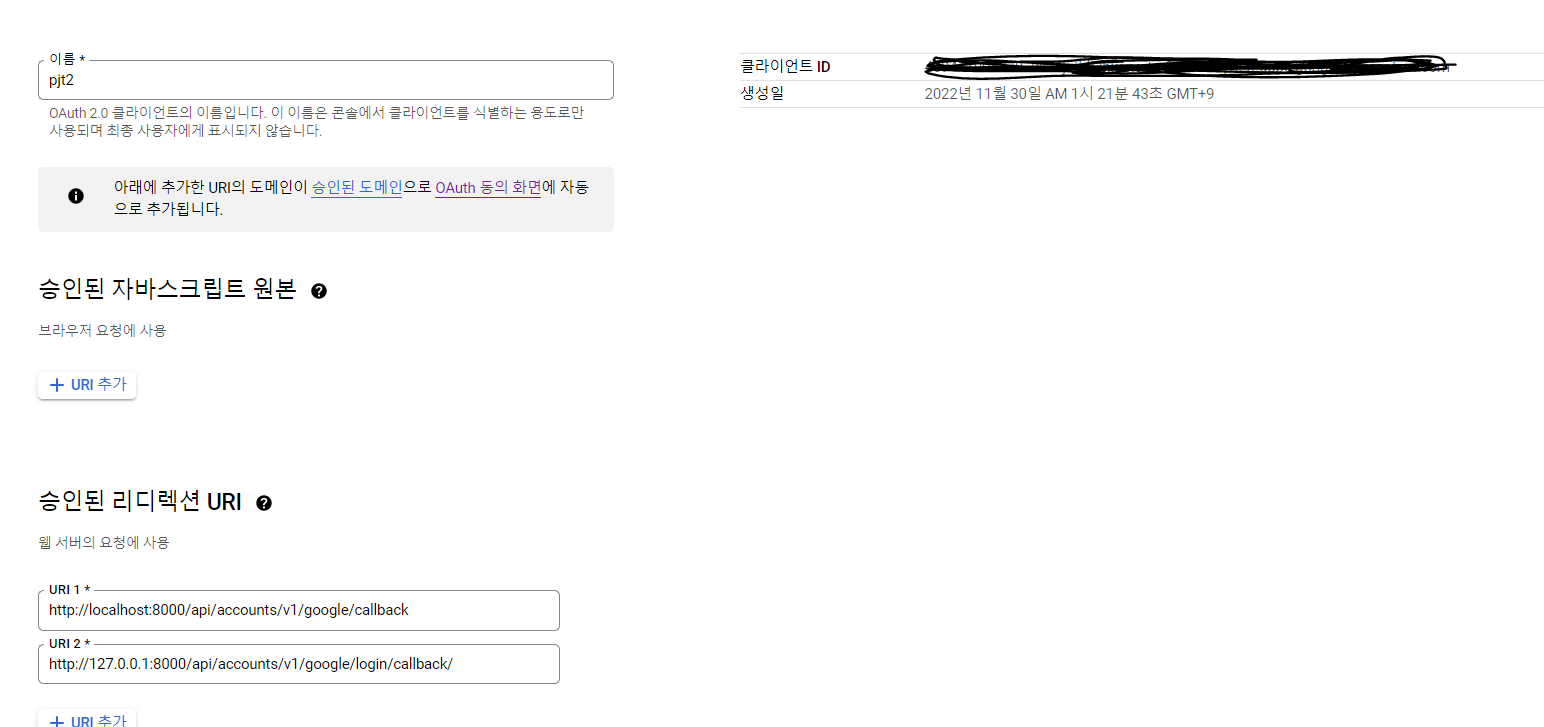 이름 *
pjt2
OAuth 2.0 클라이언트의 이름입니다. 이 이름은 콘솔에서 클라이언트를 식별하는 용도로만
사용되며 최종 사용자에게 표시되지 않습니다.
아래에 추가한 URI의 도메인이 승인된 도메인으로 OAuth 동의 화면에 자동
으로 추가됩니다.
승인된 자바스크립트 원본
브라우저 요청에 사용
+ URI 추가
승인된 리디렉션 URI
웹 서버의 요청에 사용
URI 1 *
http://localhost:8000/api/accounts/v1/google/callback
URI 2 *
http://127.0.0.1:8000/api/accounts/v1/google/login/callback/
+ URI 추가
클라이언트 ID
생성일 2022년 11월 30일 AM 1시 21분 43초 GMT+9